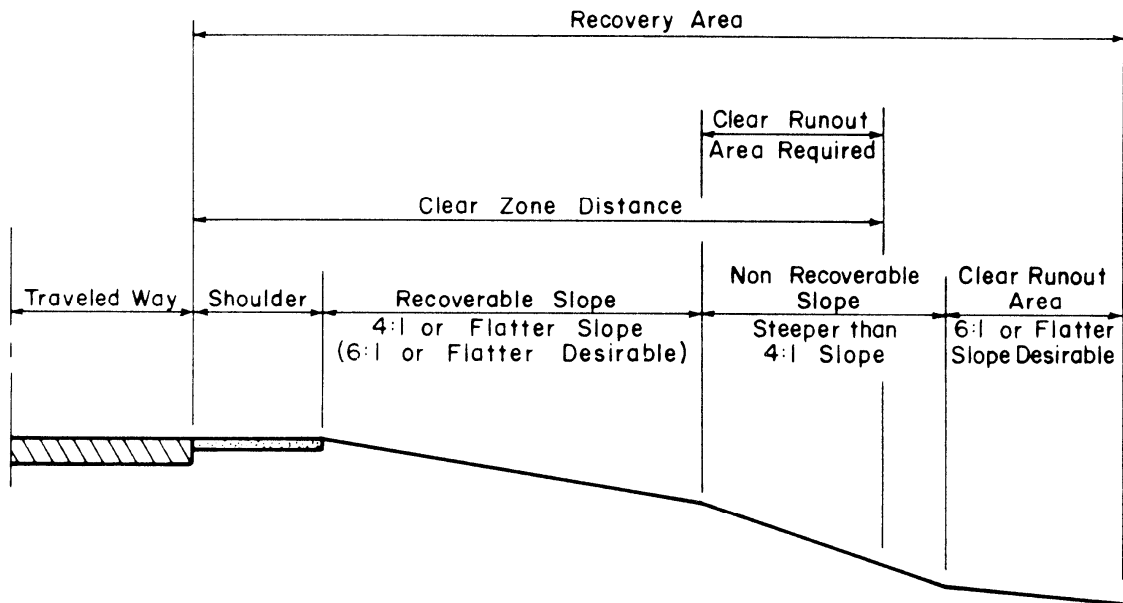 Recovery Area
Clear Runout
Area Required
Clear Zone Distance
Traveled Way
Shoulder
Recoverable Slope
4:1 or Flatter Slope
(6:1 or Flatter Desirable)
Non Recoverable
Slope
Steeper than
4:1 Slope
Clear Runout
Area
6:1 or Flatter
Slope Desirable